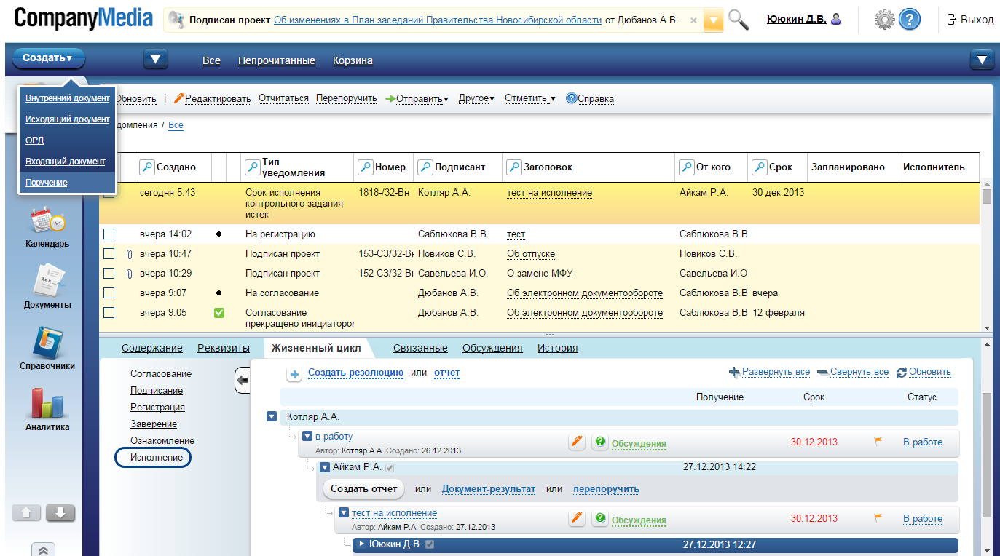 CompanyMedia
Подписан проект Об изменениях в План заседаний Правительства Новосибирской области от Дюбанов А.В.
Ююкин Д.В.
Выход
Создать
Все Непрочитанные Корзина
Внутренний документ
Исходящий документ
ОРД
Входящий документ
Поручение
Обновить | Редактировать Отчитаться Перепоручить Отправить Другое Отметить Справка
домления / Все
Создано Тип уведомления Номер Подписант Заголовок От кого Срок Запланировано Исполнитель
сегодня 5:43 Срок исполнения контрольного задания истек 1818-/32-Вн Котляр А.А. тест на исполнение Айкам Р.А. 30 дек.2013
вчера 14:02 На регистрацию Саблюкова В.В. тест Саблюкова В.В
вчера 10:47 Подписан проект 153-СЗ/32-Вн Новиков С.В. Об отпуске Новиков С.В.
вчера 10:29 Подписан проект 152-СЗ/32-Вн Савельева И.О. О замене МФУ Савельева И.О
вчера 9:07 На согласование Дюбанов А.В. Об электронном документообороте Саблюкова В.В вчера
вчера 9:05 Согласование прекращено инициатором Дюбанов А.В. Об электронном документообороте Саблюкова В.В 12 февраля
Календарь
Документы
Справочники
Аналитика
Содержание Реквизиты Жизненный цикл Связанные Обсуждения История
Согласование
Подписание
Регистрация
Заверение
Ознакомление
Исполнение
Создать резолюцию или отчет
Развернуть все Свернуть все Обновить
Получение Срок Статус
Котляр А.А.
в работу Обсуждения 30.12.2013 В работе
Автор: Котляр А.А. Создано: 26.12.2013
Айкам Р.А. 27.12.2013 14:22
Создать отчет или Документ-результат или перепоручить
тест на исполнение Обсуждения 30.12.2013 В работе
Автор: Айкам Р.А. Создано: 27.12.2013
Ююкин Д.В. 27.12.2013 12:27